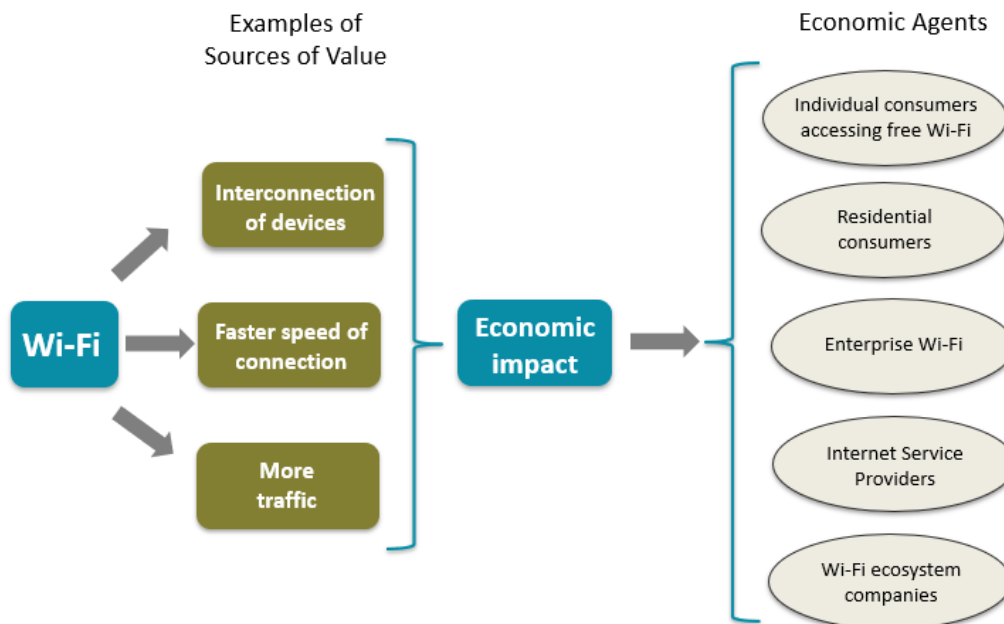 Examples of
Sources of Value
Economic Agents
Wi-Fi
Interconnection
of devices
Faster speed of
connection
More
traffic
Economic
impact
Individual consumers
accessing free Wi-Fi
Residential
consumers
Enterprise Wi-Fi
Internet Service
Providers
Wi-Fi ecosystem
companies